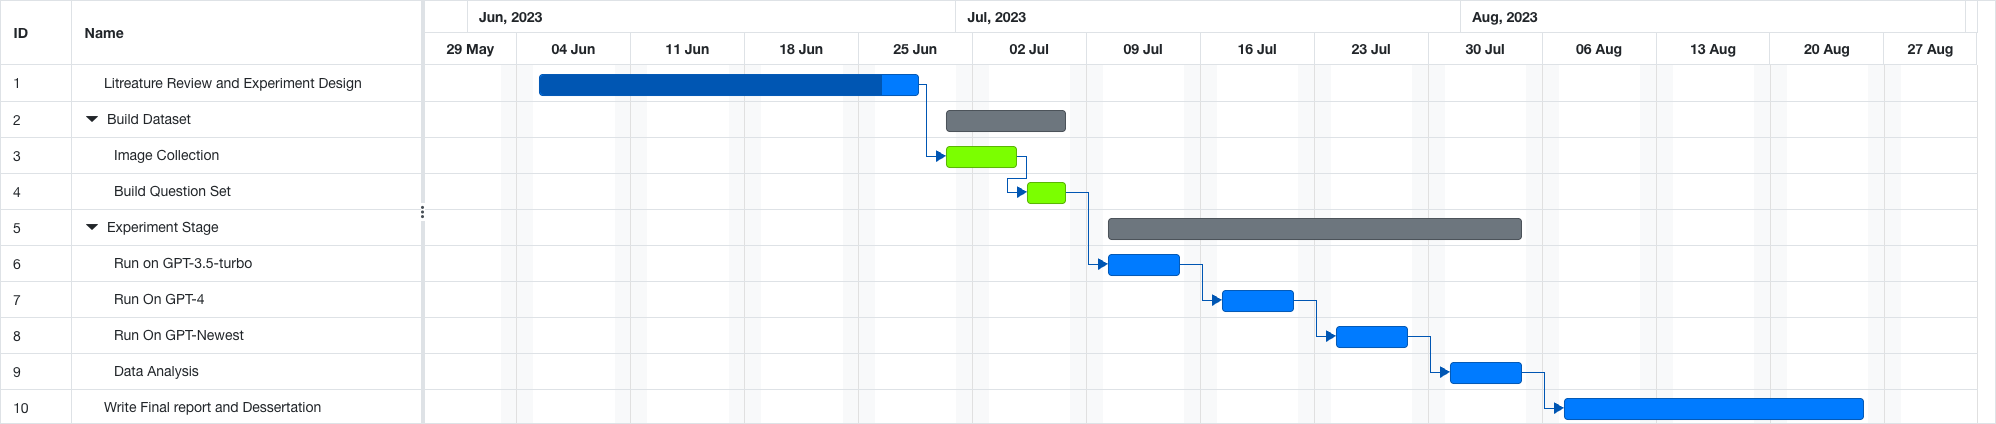 ID Name Jun, 2023 Jul, 2023 Aug, 2023
29 May 04 Jun 11 Jun 18 Jun 25 Jun 02 Jul 09 Jul 16 Jul 23 Jul 30 Jul 06 Aug 13 Aug 20 Aug 27 Aug
1 Litreature Review and Experiment Design
2 Build Dataset
3 Image Collection
4 Build Question Set
5 Experiment Stage
6 Run on GPT-3.5-turbo
7 Run On GPT-4
8 Run On GPT-Newest
9 Data Analysis
10 Write Final report and Dessertation